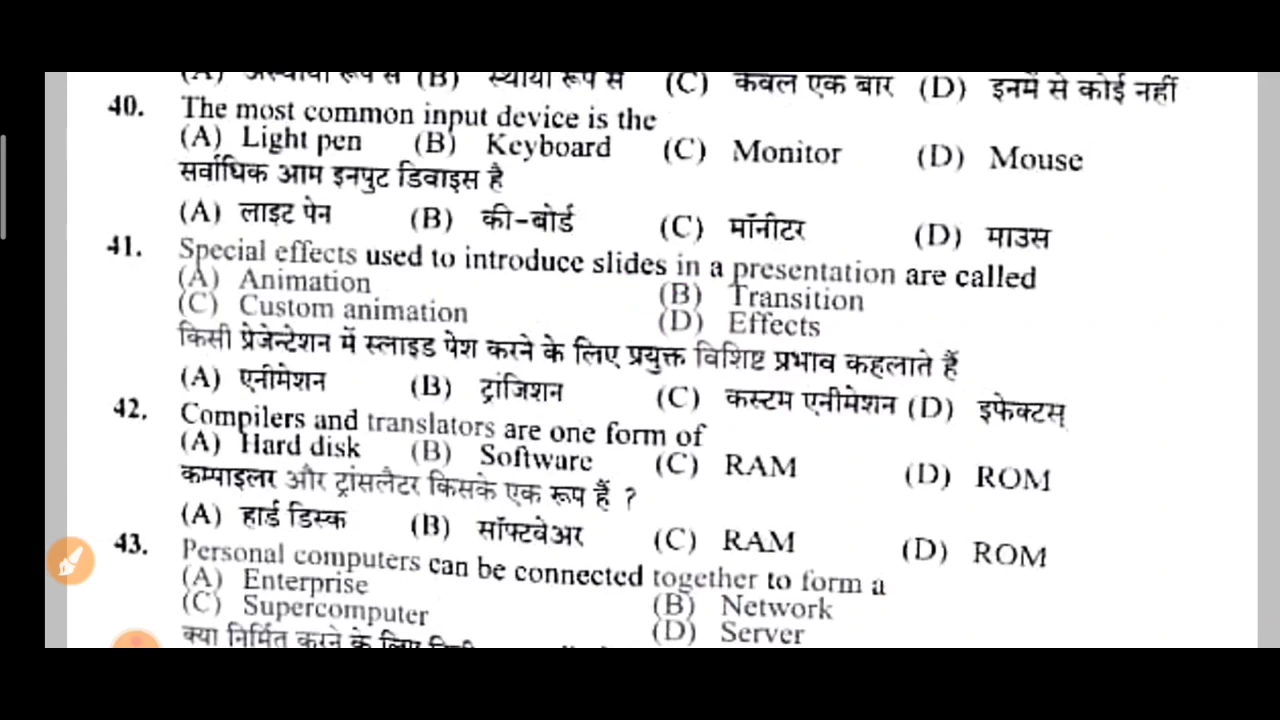 (A) अस्थायी रूप से (B) स्थायी रूप से (C) केवल एक बार (D) इनमें से कोई नहीं
40. The most common input device is the
(A) Light pen (B) Keyboard (C) Monitor (D) Mouse
सर्वाधिक आम इनपुट डिवाइस है
(A) लाइट पेन (B) की-बोर्ड (C) मॉनीटर (D) माउस
41. Special effects used to introduce slides in a presentation are called
(A) Animation (B) Transition
(C) Custom animation (D) Effects
किसी प्रेजेन्टेशन में स्लाइड पेश करने के लिए प्रयुक्त विशिष्ट प्रभाव कहलाते हैं
(A) एनीमेशन (B) ट्रांजिशन (C) कस्टम एनीमेशन (D) इफेक्टस्
42. Compilers and translators are one form of
(A) Hard disk (B) Software (C) RAM (D) ROM
कम्पाइलर और ट्रांसलैटर किसके एक रूप हैं ?
(A) हार्ड डिस्क (B) सॉफ्टवेअर (C) RAM (D) ROM
43. Personal computers can be connected together to form a
(A) Enterprise (B) Network
(C) Supercomputer (D) Server
क्या निर्मित करने के लिए